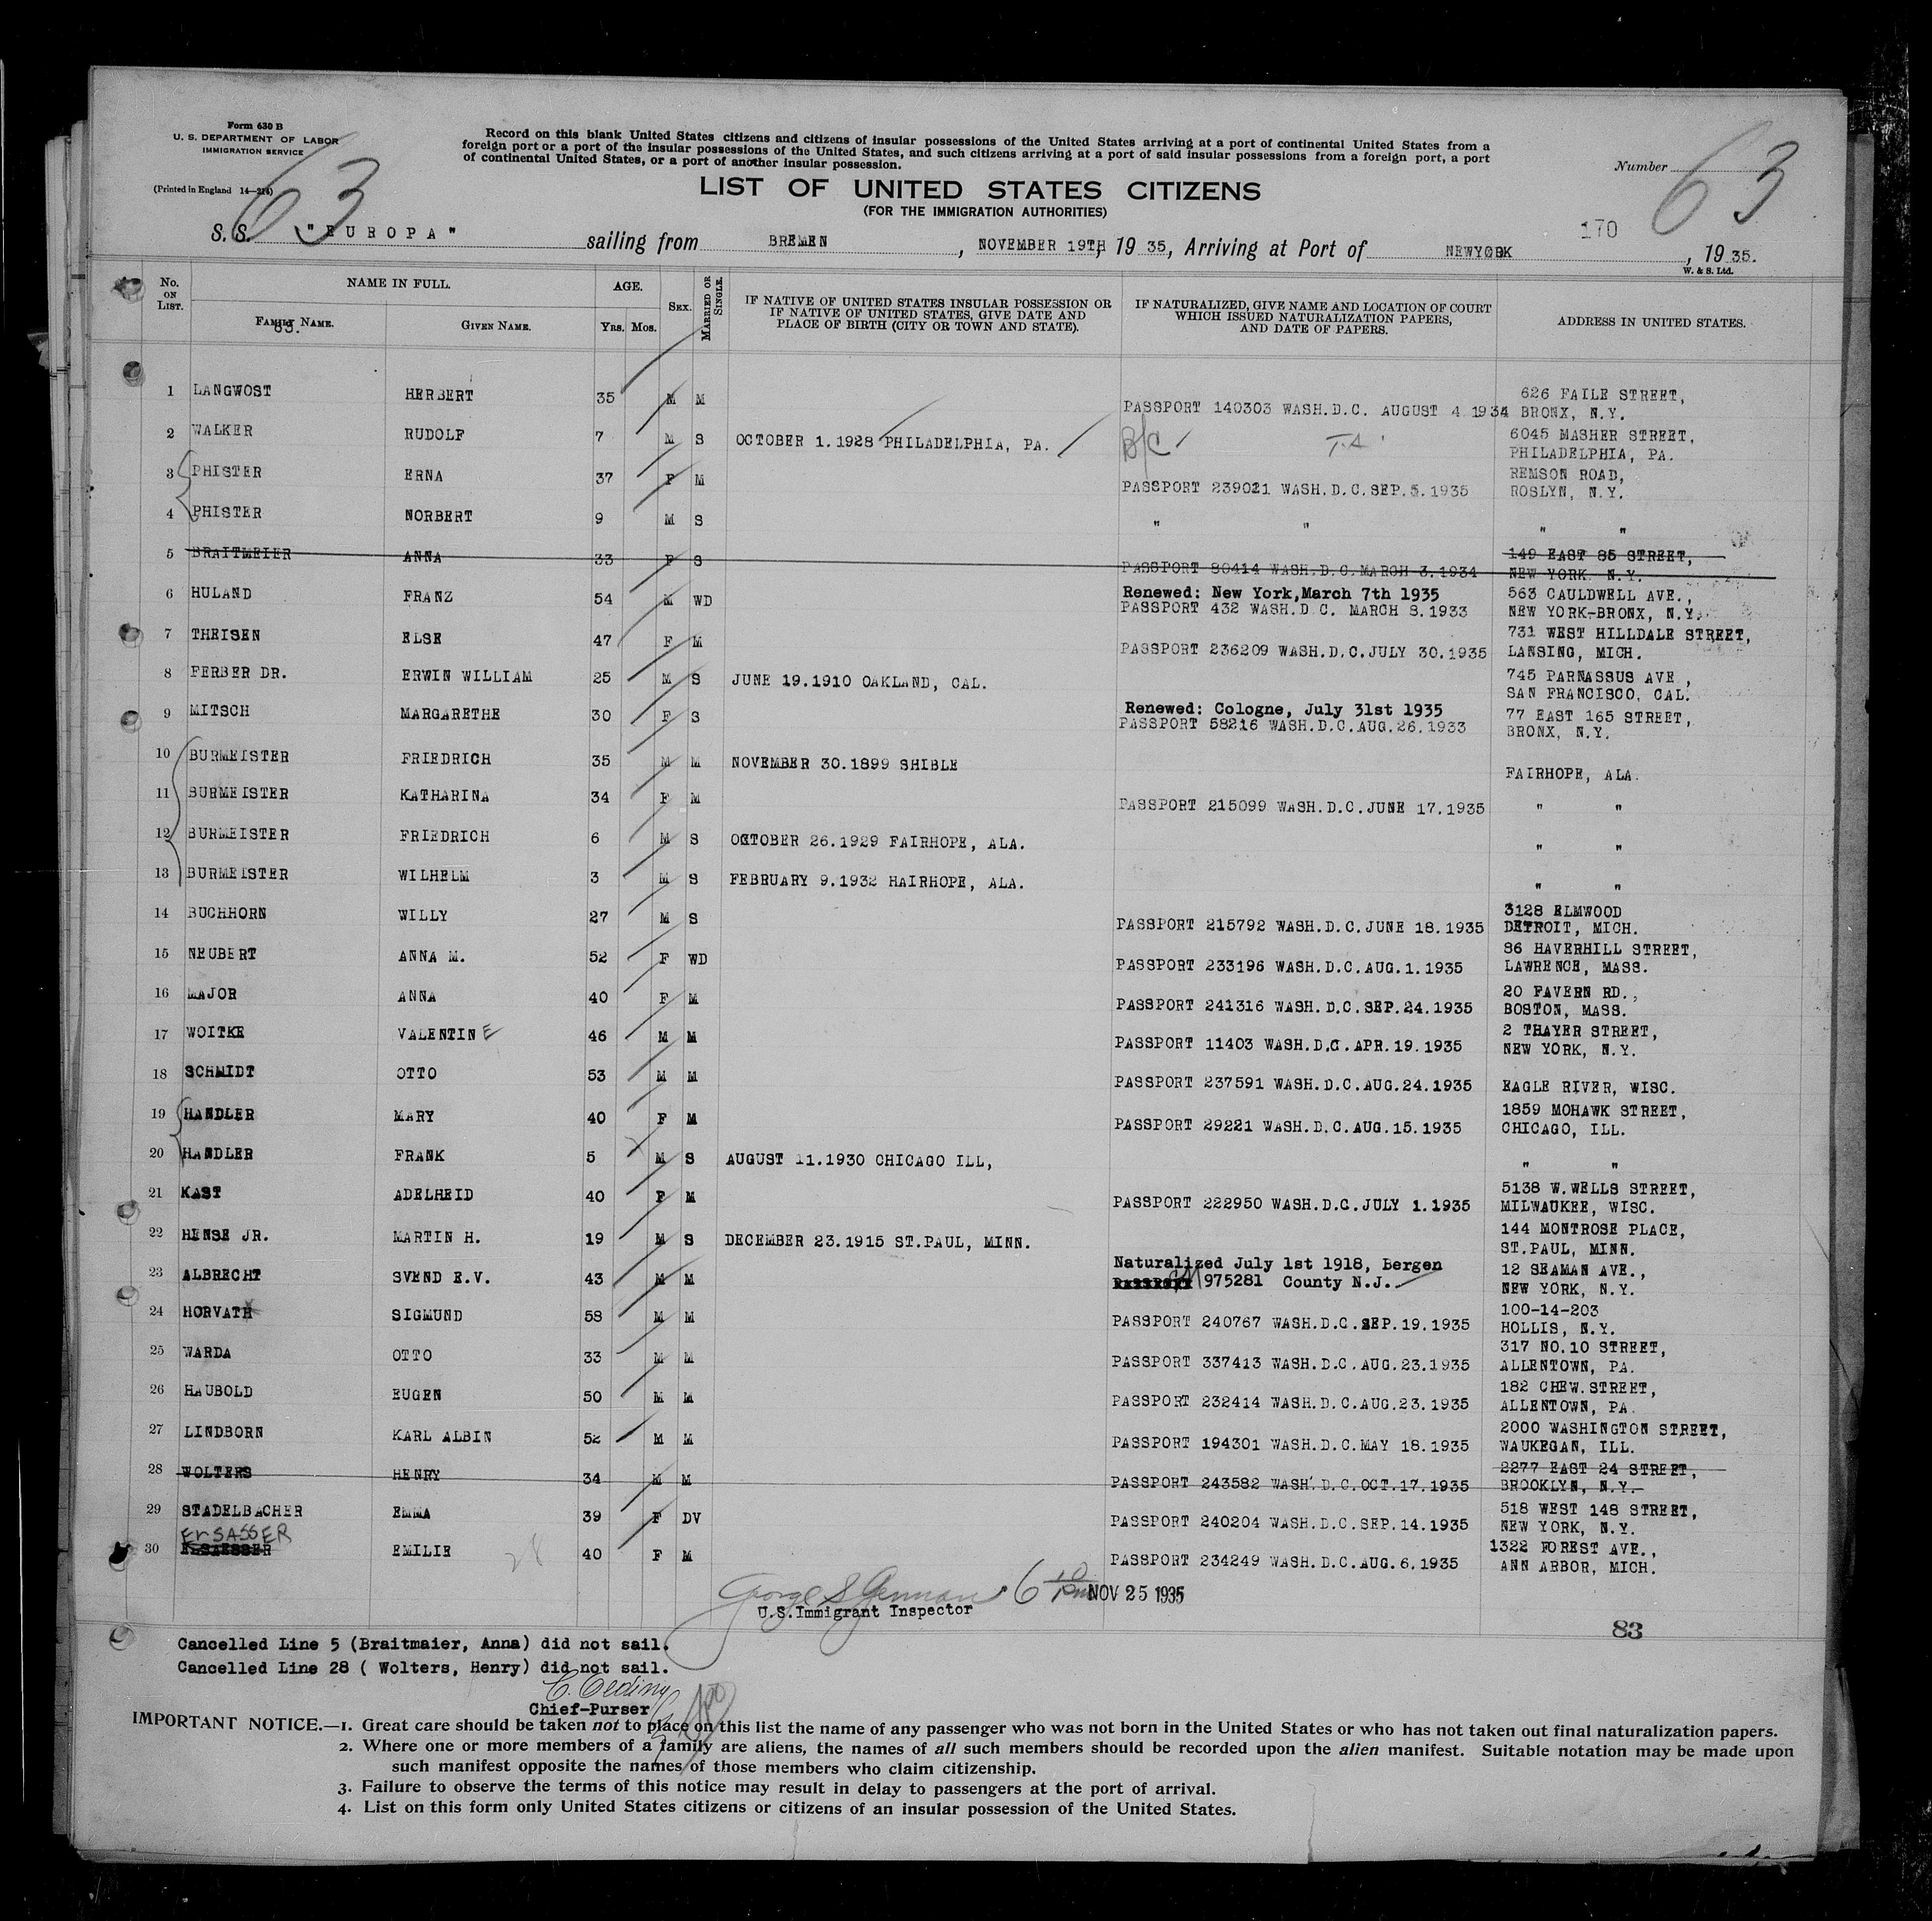 Form 630 B
U. S. DEPARTMENT OF LABOR
IMMIGRATION SERVICE
(Printed in England 14—214)
63
Record on this blank United States citizens and citizens of insular possessions of the United States arriving at a port of continental United States from a
foreign port or a port of the insular possessions of the United States, and such citizens arriving at a port of said insular possessions from a foreign port, a port
of continental United States, or a port of another insular possession.
Number 63
LIST OF UNITED STATES CITIZENS
(FOR THE IMMIGRATION AUTHORITIES)
170
S. S. "EUROPA" sailing from BREMEN, NOVEMBER 19TH, 19 35, Arriving at Port of NEWYORK, 19 35.
W. & S. Ltd.
No. ON LIST. NAME IN FULL. AGE. SEX. MARRIED OR SINGLE. IF NATIVE OF UNITED STATES INSULAR POSSESSION OR IF NATIVE OF UNITED STATES, GIVE DATE AND PLACE OF BIRTH (CITY OR TOWN AND STATE). IF NATURALIZED, GIVE NAME AND LOCATION OF COURT WHICH ISSUED NATURALIZATION PAPERS, AND DATE OF PAPERS. ADDRESS IN UNITED STATES.
FAMILY NAME. GIVEN NAME. Yrs. Mos.
83.
1 LANGWOST HERBERT 35 M M PASSPORT 140303 WASH.D.C. AUGUST 4 1934 626 FAILE STREET, BRONX, N.Y.
2 WALKER RUDOLF 7 M S OCTOBER 1.1928 PHILADELPHIA, PA. B/C T.A. 6045 MASHER STREET, PHILADELPHIA, PA.
3 PHISTER ERNA 37 F M PASSPORT 239021 WASH.D.C.SEP.5.1935 REMSON ROAD, ROSLYN, N.Y.
4 PHISTER NORBERT 9 M S " " " "
5 BRAITMEIER ANNA 33 F S PASSPORT 80414 WASH.D.C.MARCH 3.1934 149 EAST 85 STREET, NEW YORK N.Y.
6 HULAND FRANZ 54 M WD Renewed: New York,March 7th 1935 PASSPORT 432 WASH.D.C. MARCH 8.1933 563 CAULDWELL AVE., NEW YORK-BRONX, N.Y.
7 THEISEN ELSE 47 F M PASSPORT 236209 WASH.D.C.JULY 30.1935 731 WEST HILLDALE STREET, LANSING, MICH.
8 FERBER DR. ERWIN WILLIAM 25 M S JUNE 19.1910 OAKLAND, CAL. 745 PARNASSUS AVE, SAN FRANCISCO, CAL.
9 MITSCH MARGARETHE 30 F S Renewed: Cologne, July 31st 1935 PASSPORT 58216 WASH.D.C.AUG.26.1933 77 EAST 165 STREET, BRONX, N.Y.
10 BURMEISTER FRIEDRICH 35 M M NOVEMBER 30.1899 SHIBLE FAIRHOPE, ALA.
11 BURMEISTER KATHARINA 34 F M PASSPORT 215099 WASH.D.C.JUNE 17.1935 " "
12 BURMEISTER FRIEDRICH 6 M S OCTOBER 26.1929 FAIRHOPE, ALA. " "
13 BURMEISTER WILHELM 3 M S FEBRUARY 9.1932 HAIRHOPE, ALA. " "
14 BUCHHORN WILLY 27 M S PASSPORT 215792 WASH.D.C.JUNE 18.1935 3128 ELMWOOD DETROIT, MICH.
15 NEUBERT ANNA M. 52 F WD PASSPORT 233196 WASH.D.C.AUG.1.1935 86 HAVERHILL STREET, LAWRENCE, MASS.
16 MAJOR ANNA 40 F M PASSPORT 241316 WASH.D.C.SEP.24.1935 20 FAVERN RD., BOSTON, MASS.
17 WOITKE VALENTINE 46 M M PASSPORT 11403 WASH.D.C.APR.19.1935 2 THAYER STREET, NEW YORK, N.Y.
18 SCHMIDT OTTO 53 M M PASSPORT 237591 WASH.D.C.AUG.24.1935 EAGLE RIVER, WISC.
19 HANDLER MARY 40 F M PASSPORT 29221 WASH.D.C.AUG.15.1935 1859 MOHAWK STREET, CHICAGO, ILL.
20 HANDLER FRANK 5 M S AUGUST 11.1930 CHICAGO ILL, " "
21 KAST ADELHEID 40 F M PASSPORT 222950 WASH.D.C.JULY 1.1935 5138 W.WELLS STREET, MILWAUKEE, WISC.
22 HENSE JR. MARTIN H. 19 M S DECEMBER 23.1915 ST.PAUL, MINN. 144 MONTROSE PLACE, ST.PAUL, MINN.
23 ALBRECHT SVEND E.V. 43 M M Naturalized July 1st 1918, Bergen PASSPORT 975281 County N.J. 12 SEAMAN AVE., NEW YORK, N.Y.
24 HORVATH SIGMUND 58 M M PASSPORT 240767 WASH.D.C.SEP.19.1935 100-14-203 HOLLIS, N.Y.
25 WARDA OTTO 33 M M PASSPORT 337413 WASH.D.C.AUG.23.1935 317 NO.10 STREET, ALLENTOWN, PA.
26 HAUBOLD EUGEN 50 M M PASSPORT 232414 WASH.D.C.AUG.23.1935 182 CHEW.STREET, ALLENTOWN, PA.
27 LINDBORN KARL ALBIN 52 M M PASSPORT 194301 WASH.D.C.MAY 18.1935 2000 WASHINGTON STREET, WAUKEGAN, ILL.
28 WOLTERS HENRY 34 M M PASSPORT 243582 WASH.D.C.OCT.17.1935 2277 EAST 24 STREET, BROOKLYN, N.Y.
29 STADELBACHER EMMA 39 F DV PASSPORT 240204 WASH.D.C.SEP.14.1935 518 WEST 148 STREET, NEW YORK, N.Y.
ELSASSER
30 ELSAESSER EMILIE 28 40 F M PASSPORT 234249 WASH.D.C.AUG.6.1935 1322 FOREST AVE., ANN ARBOR, MICH.
George S 6 10 pm NOV 25 1935
U.S.Immigrant Inspector
83
Cancelled Line 5 (Braitmaier, Anna) did not sail.
Cancelled Line 28 ( Wolters, Henry) did not sail.
Chief-Purser
IMPORTANT NOTICE.—1. Great care should be taken not to place on this list the name of any passenger who was not born in the United States or who has not taken out final naturalization papers.
2. Where one or more members of a family are aliens, the names of all such members should be recorded upon the alien manifest. Suitable notation may be made upon
such manifest opposite the names of those members who claim citizenship.
3. Failure to observe the terms of this notice may result in delay to passengers at the port of arrival.
4. List on this form only United States citizens or citizens of an insular possession of the United States.